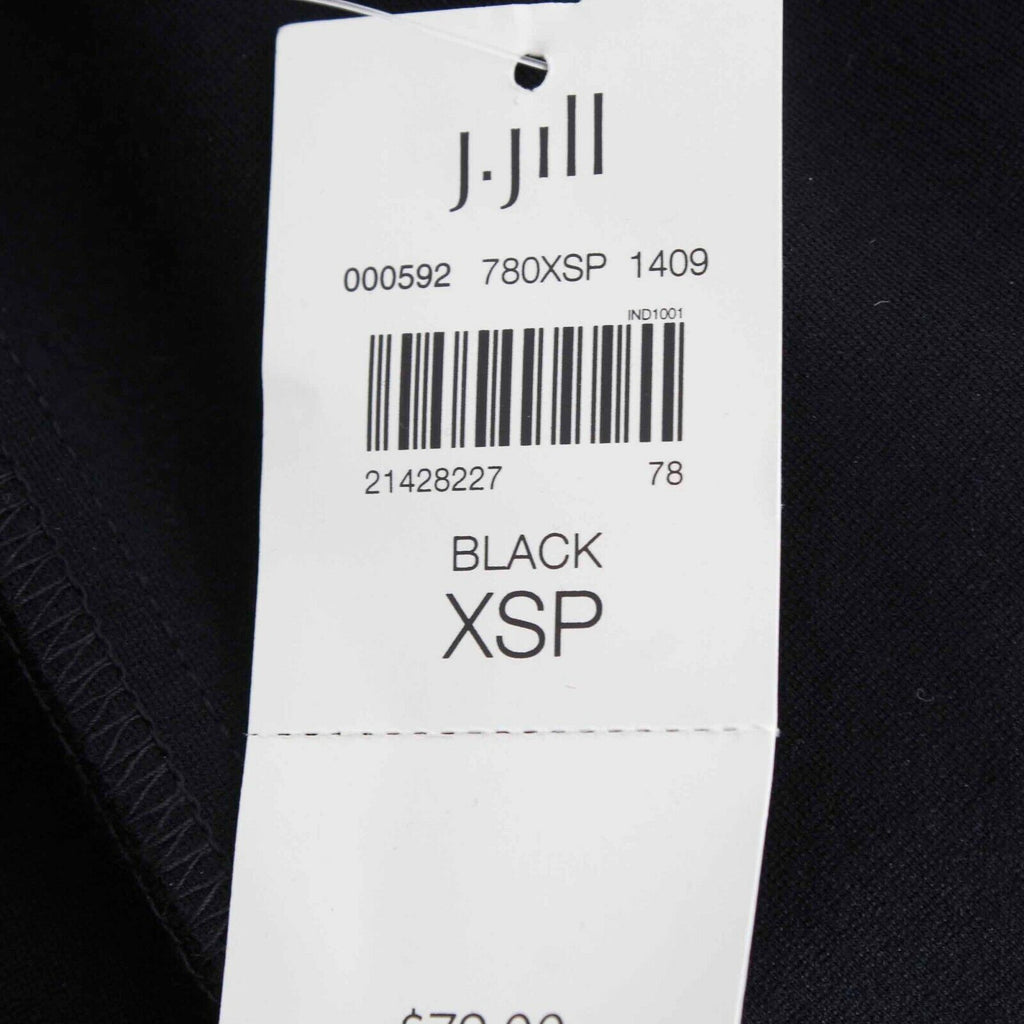 J.Jill
000592 780XSP 1409
IND1001
21428227 78
BLACK
XSP